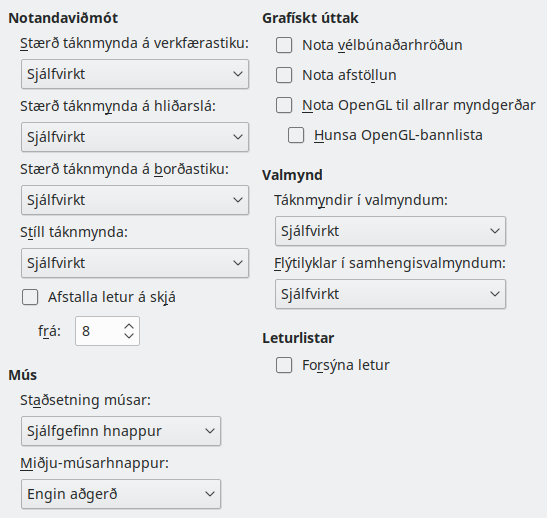 Notandaviðmót
Stærð táknmynda á verkfærastiku:
Sjálfvirkt
Stærð táknmynda á hliðarslá:
Sjálfvirkt
Stærð táknmynda á borðastiku:
Sjálfvirkt
Stíll táknmynda:
Sjálfvirkt
Afstalla letur á skjá
frá: 8
Mús
Staðsetning músar:
Sjálfgefinn hnappur
Miðju-músarhnappur:
Engin aðgerð
Grafískt úttak
Nota vélbúnaðarhröðun
Nota afstöllun
Nota OpenGL til allrar myndgerðar
Hunsa OpenGL-bannlista
Valmynd
Táknmyndir í valmyndum:
Sjálfvirkt
Flýtilyklar í samhengisvalmyndum:
Sjálfvirkt
Leturlistar
Forsýna letur